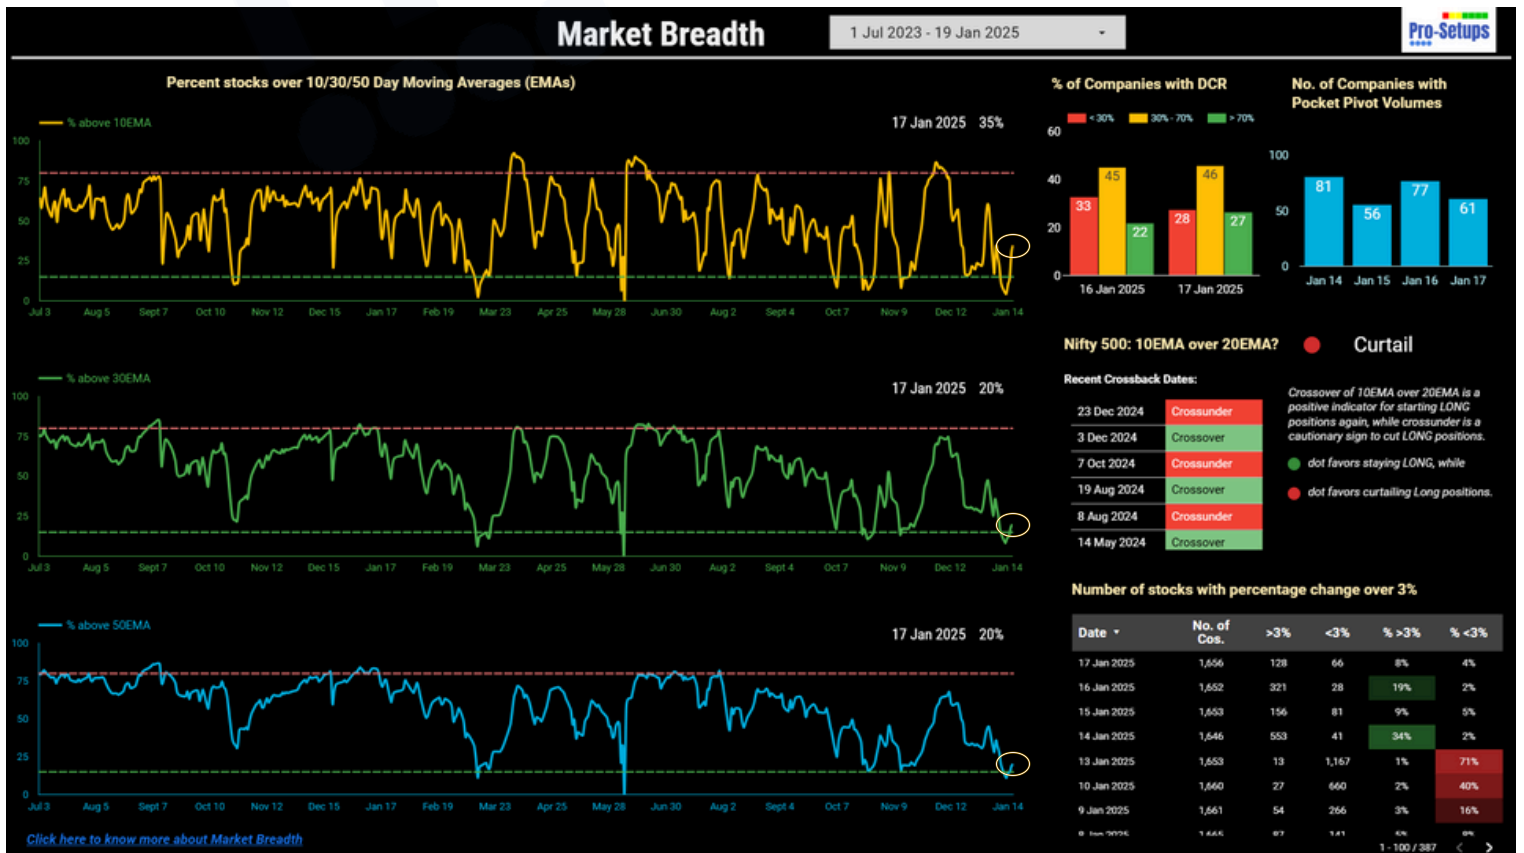 Market Breadth
1 Jul 2023 - 19 Jan 2025
Pro-Setups
Percent stocks over 10/30/50 Day Moving Averages (EMAs)
% above 10EMA
17 Jan 2025 35%
100
75
50
25
0
Jul 3 Aug 5 Sept 7 Oct 10 Nov 12 Dec 15 Jan 17 Feb 19 Mar 23 Apr 25 May 28 Jun 30 Aug 2 Sept 4 Oct 7 Nov 9 Dec 12 Jan 14
% above 30EMA
17 Jan 2025 20%
100
75
50
25
0
Jul 3 Aug 5 Sept 7 Oct 10 Nov 12 Dec 15 Jan 17 Feb 19 Mar 23 Apr 25 May 28 Jun 30 Aug 2 Sept 4 Oct 7 Nov 9 Dec 12 Jan 14
% above 50EMA
17 Jan 2025 20%
100
75
50
25
0
Jul 3 Aug 5 Sept 7 Oct 10 Nov 12 Dec 15 Jan 17 Feb 19 Mar 23 Apr 25 May 28 Jun 30 Aug 2 Sept 4 Oct 7 Nov 9 Dec 12 Jan 14
Click here to know more about Market Breadth
% of Companies with DCR
< 30% 30% - 70% > 70%
60
40
20
0
33 45 22 28 46 27
16 Jan 2025 17 Jan 2025
No. of Companies with
Pocket Pivot Volumes
100
50
0
81 56 77 61
Jan 14 Jan 15 Jan 16 Jan 17
Nifty 500: 10EMA over 20EMA? Curtail
Recent Crossback Dates:
23 Dec 2024 Crossunder
3 Dec 2024 Crossover
7 Oct 2024 Crossunder
19 Aug 2024 Crossover
8 Aug 2024 Crossunder
14 May 2024 Crossover
Crossover of 10EMA over 20EMA is a
positive indicator for starting LONG
positions again, while crossunder is a
cautionary sign to cut LONG positions.
dot favors staying LONG, while
dot favors curtailing Long positions.
Number of stocks with percentage change over 3%
Date No. of Cos. >3% <3% % >3% % <3%
17 Jan 2025 1,656 128 66 8% 4%
16 Jan 2025 1,652 321 28 19% 2%
15 Jan 2025 1,653 156 81 9% 5%
14 Jan 2025 1,646 553 41 34% 2%
13 Jan 2025 1,653 13 1,167 1% 71%
10 Jan 2025 1,660 27 660 2% 40%
9 Jan 2025 1,661 54 266 3% 16%
8 Jan 2025 1,665 87 141 5%
1 - 100 / 387